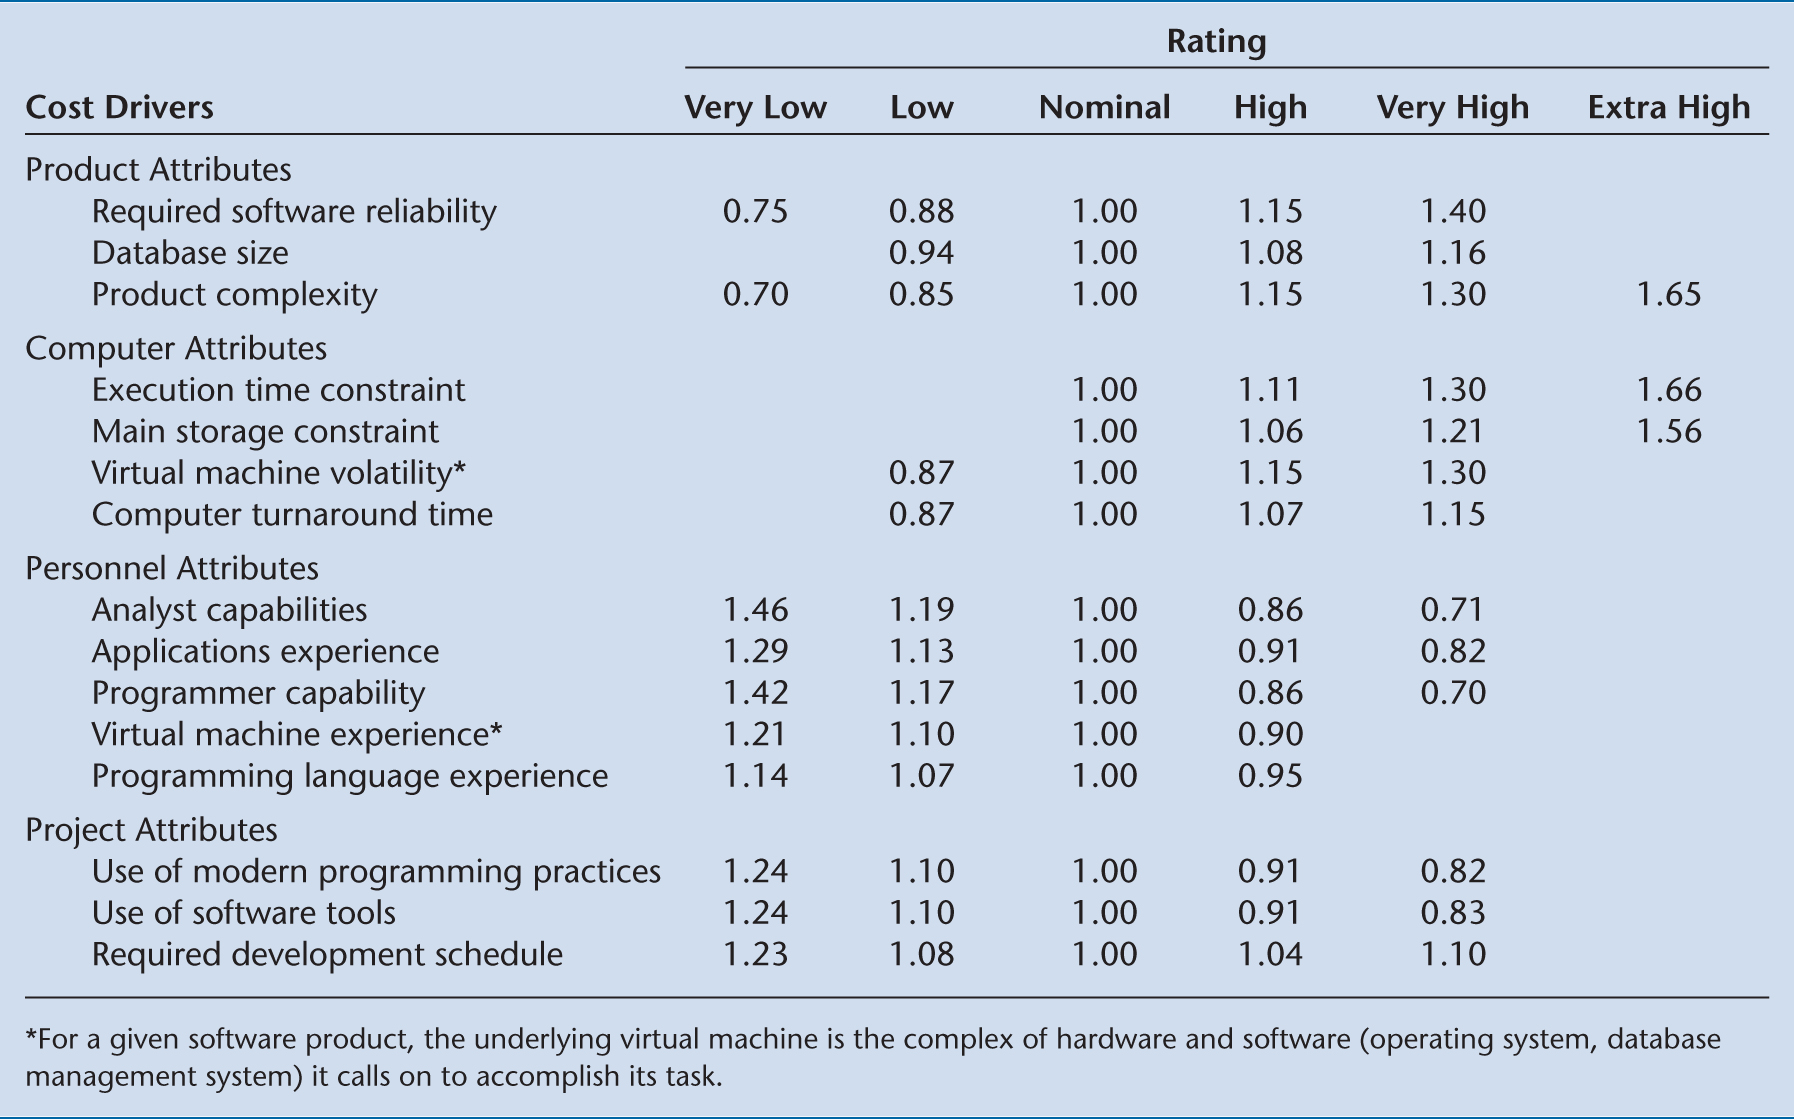 Rating
Cost Drivers Very Low Low Nominal High Very High Extra High
Product Attributes
Required software reliability 0.75 0.88 1.00 1.15 1.40
Database size 0.94 1.00 1.08 1.16
Product complexity 0.70 0.85 1.00 1.15 1.30 1.65
Computer Attributes
Execution time constraint 1.00 1.11 1.30 1.66
Main storage constraint 1.00 1.06 1.21 1.56
Virtual machine volatility* 0.87 1.00 1.15 1.30
Computer turnaround time 0.87 1.00 1.07 1.15
Personnel Attributes
Analyst capabilities 1.46 1.19 1.00 0.86 0.71
Applications experience 1.29 1.13 1.00 0.91 0.82
Programmer capability 1.42 1.17 1.00 0.86 0.70
Virtual machine experience* 1.21 1.10 1.00 0.90
Programming language experience 1.14 1.07 1.00 0.95
Project Attributes
Use of modern programming practices 1.24 1.10 1.00 0.91 0.82
Use of software tools 1.24 1.10 1.00 0.91 0.83
Required development schedule 1.23 1.08 1.00 1.04 1.10
*For a given software product, the underlying virtual machine is the complex of hardware and software (operating system, database
management system) it calls on to accomplish its task.